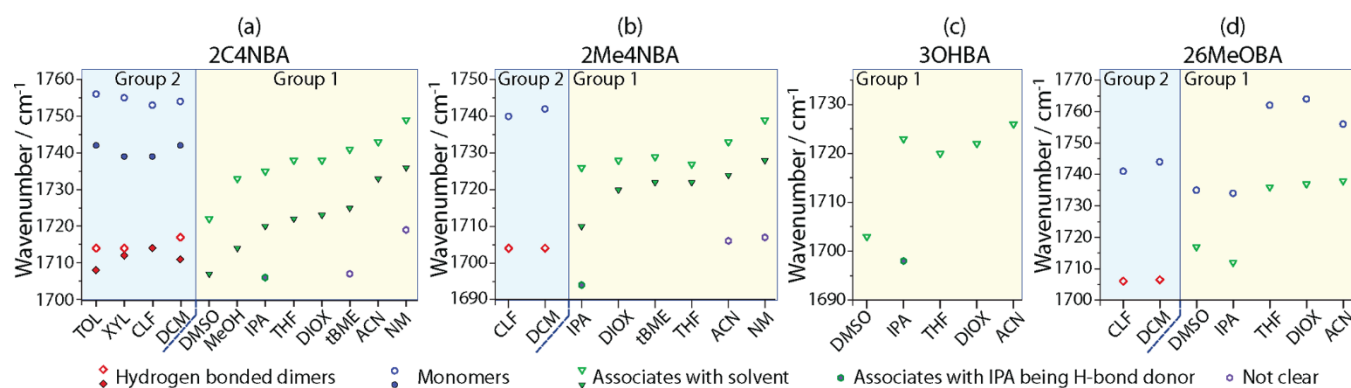 (a)
2C4NBA
Group 2
Group 1
Wavenumber / cm⁻¹
1760
1750
1740
1730
1720
1710
1700
TOL
XYL
CLF
DCM
DMSO
MeOH
IPA
THF
DIOX
tBME
ACN
NM
(b)
2Me4NBA
Group 2
Group 1
Wavenumber / cm⁻¹
1750
1740
1730
1720
1710
1700
1690
CLF
DCM
IPA
DIOX
tBME
THF
ACN
NM
(c)
3OHBA
Group 1
Wavenumber / cm⁻¹
1730
1720
1710
1700
1690
DMSO
IPA
THF
DIOX
ACN
(d)
26MeOBA
Group 2
Group 1
Wavenumber / cm⁻¹
1770
1760
1750
1740
1730
1720
1710
1700
CLF
DCM
DMSO
IPA
THF
DIOX
ACN
Hydrogen bonded dimers
Monomers
Associates with solvent
Associates with IPA being H-bond donor
Not clear